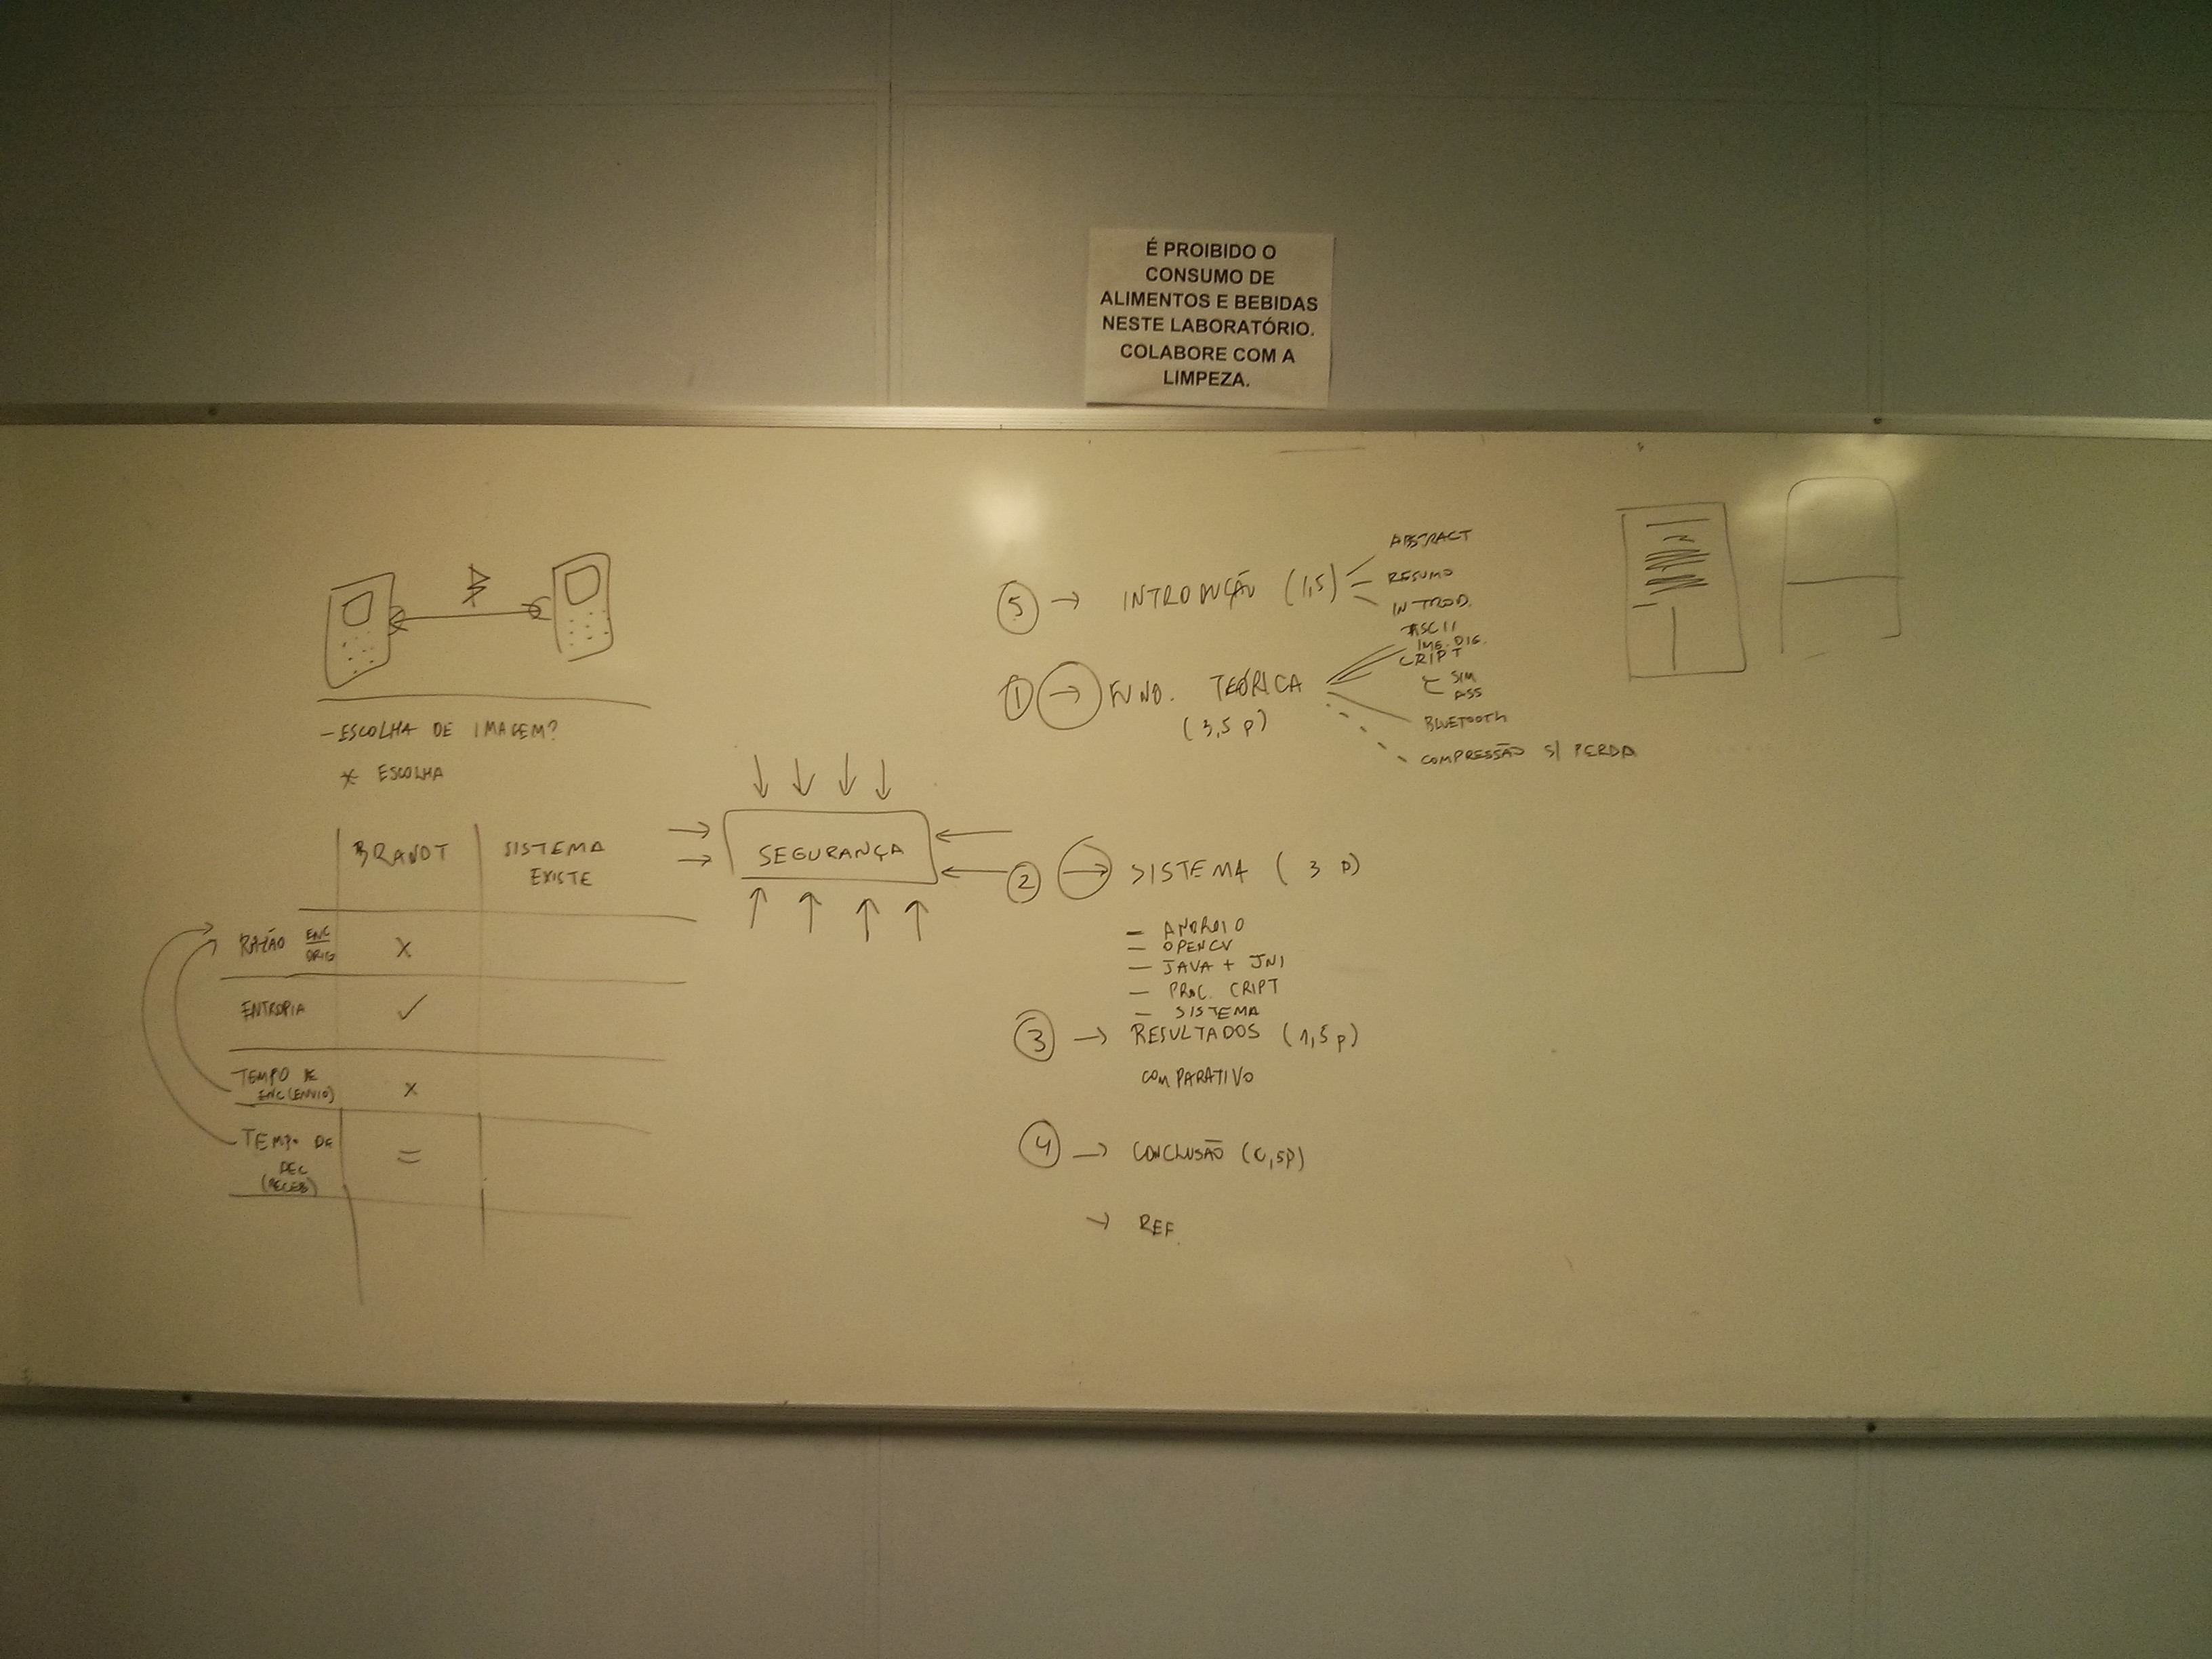 É PROIBIDO O
CONSUMO DE
ALIMENTOS E BEBIDAS
NESTE LABORATÓRIO.
COLABORE COM A
LIMPEZA.
- ESCOLHA DE IMAGEM?
* ESCOLHA
BRANDT SISTEMA
EXISTE
RAZÃO ENC
ORIG
X
ENTROPIA ✓
TEMPO DE
ENC (ENVIO) X
TEMPO DE
DEC =
(RECEB)
SEGURANÇA
5 → INTRODUÇÃO (1,5)
ABSTRACT
RESUMO
INTROD.
1 → FUND. TEÓRICA
(3,5 P)
ASCII
IMG. DIG.
CRIPT
SIM
ASS
BLUETOOTH
COMPRESSÃO S/ PERDA
2 → SISTEMA (3 P)
- ANDROID
- OPENCV
- JAVA + JNI
- PROC. CRIPT
- SISTEMA
3 → RESULTADOS (1,5 P)
COMPARATIVO
4 → CONCLUSÃO (0,5P)
→ REF.